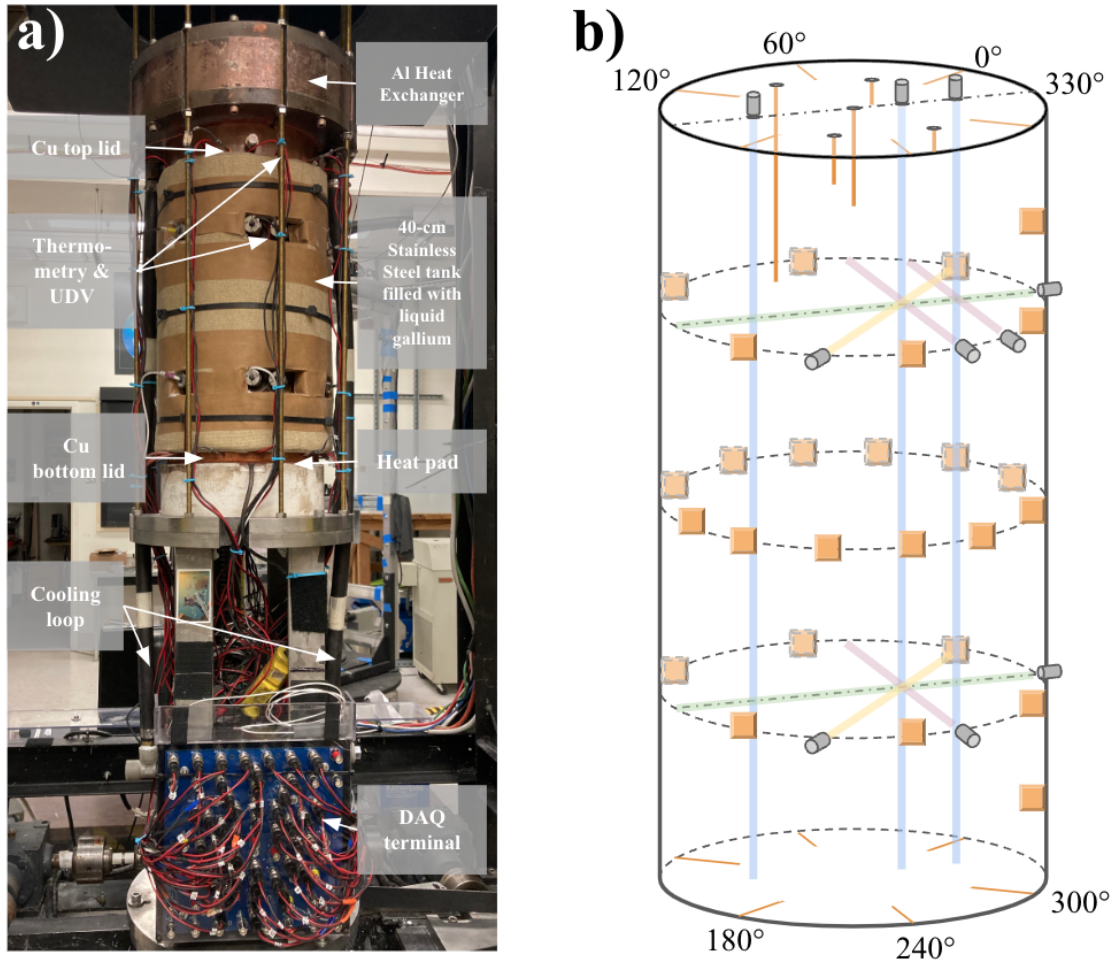 a)
Al Heat
Exchanger
Cu top lid
Thermo-
metry &
UDV
40-cm
Stainless
Steel tank
filled with
liquid
gallium
Cu
bottom lid
Heat pad
Cooling
loop
DAQ
terminal
b)
60°
0°
120°
330°
300°
180°
240°